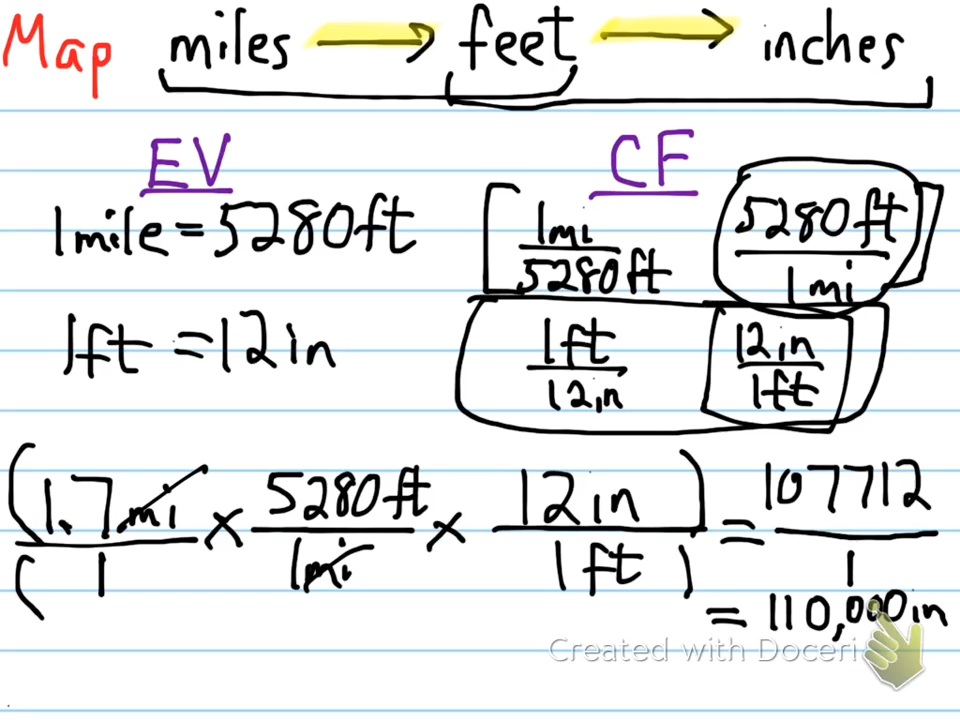 Map miles → feet → inches
EV CF
1mile = 5280ft 1mi/5280ft 5280ft/1mi
1ft = 12in 1ft/12in 12in/1ft
(1.7mi/1 × 5280ft/1mi × 12in/1ft) = 107712/1
= 110,000in
Created with Doceri